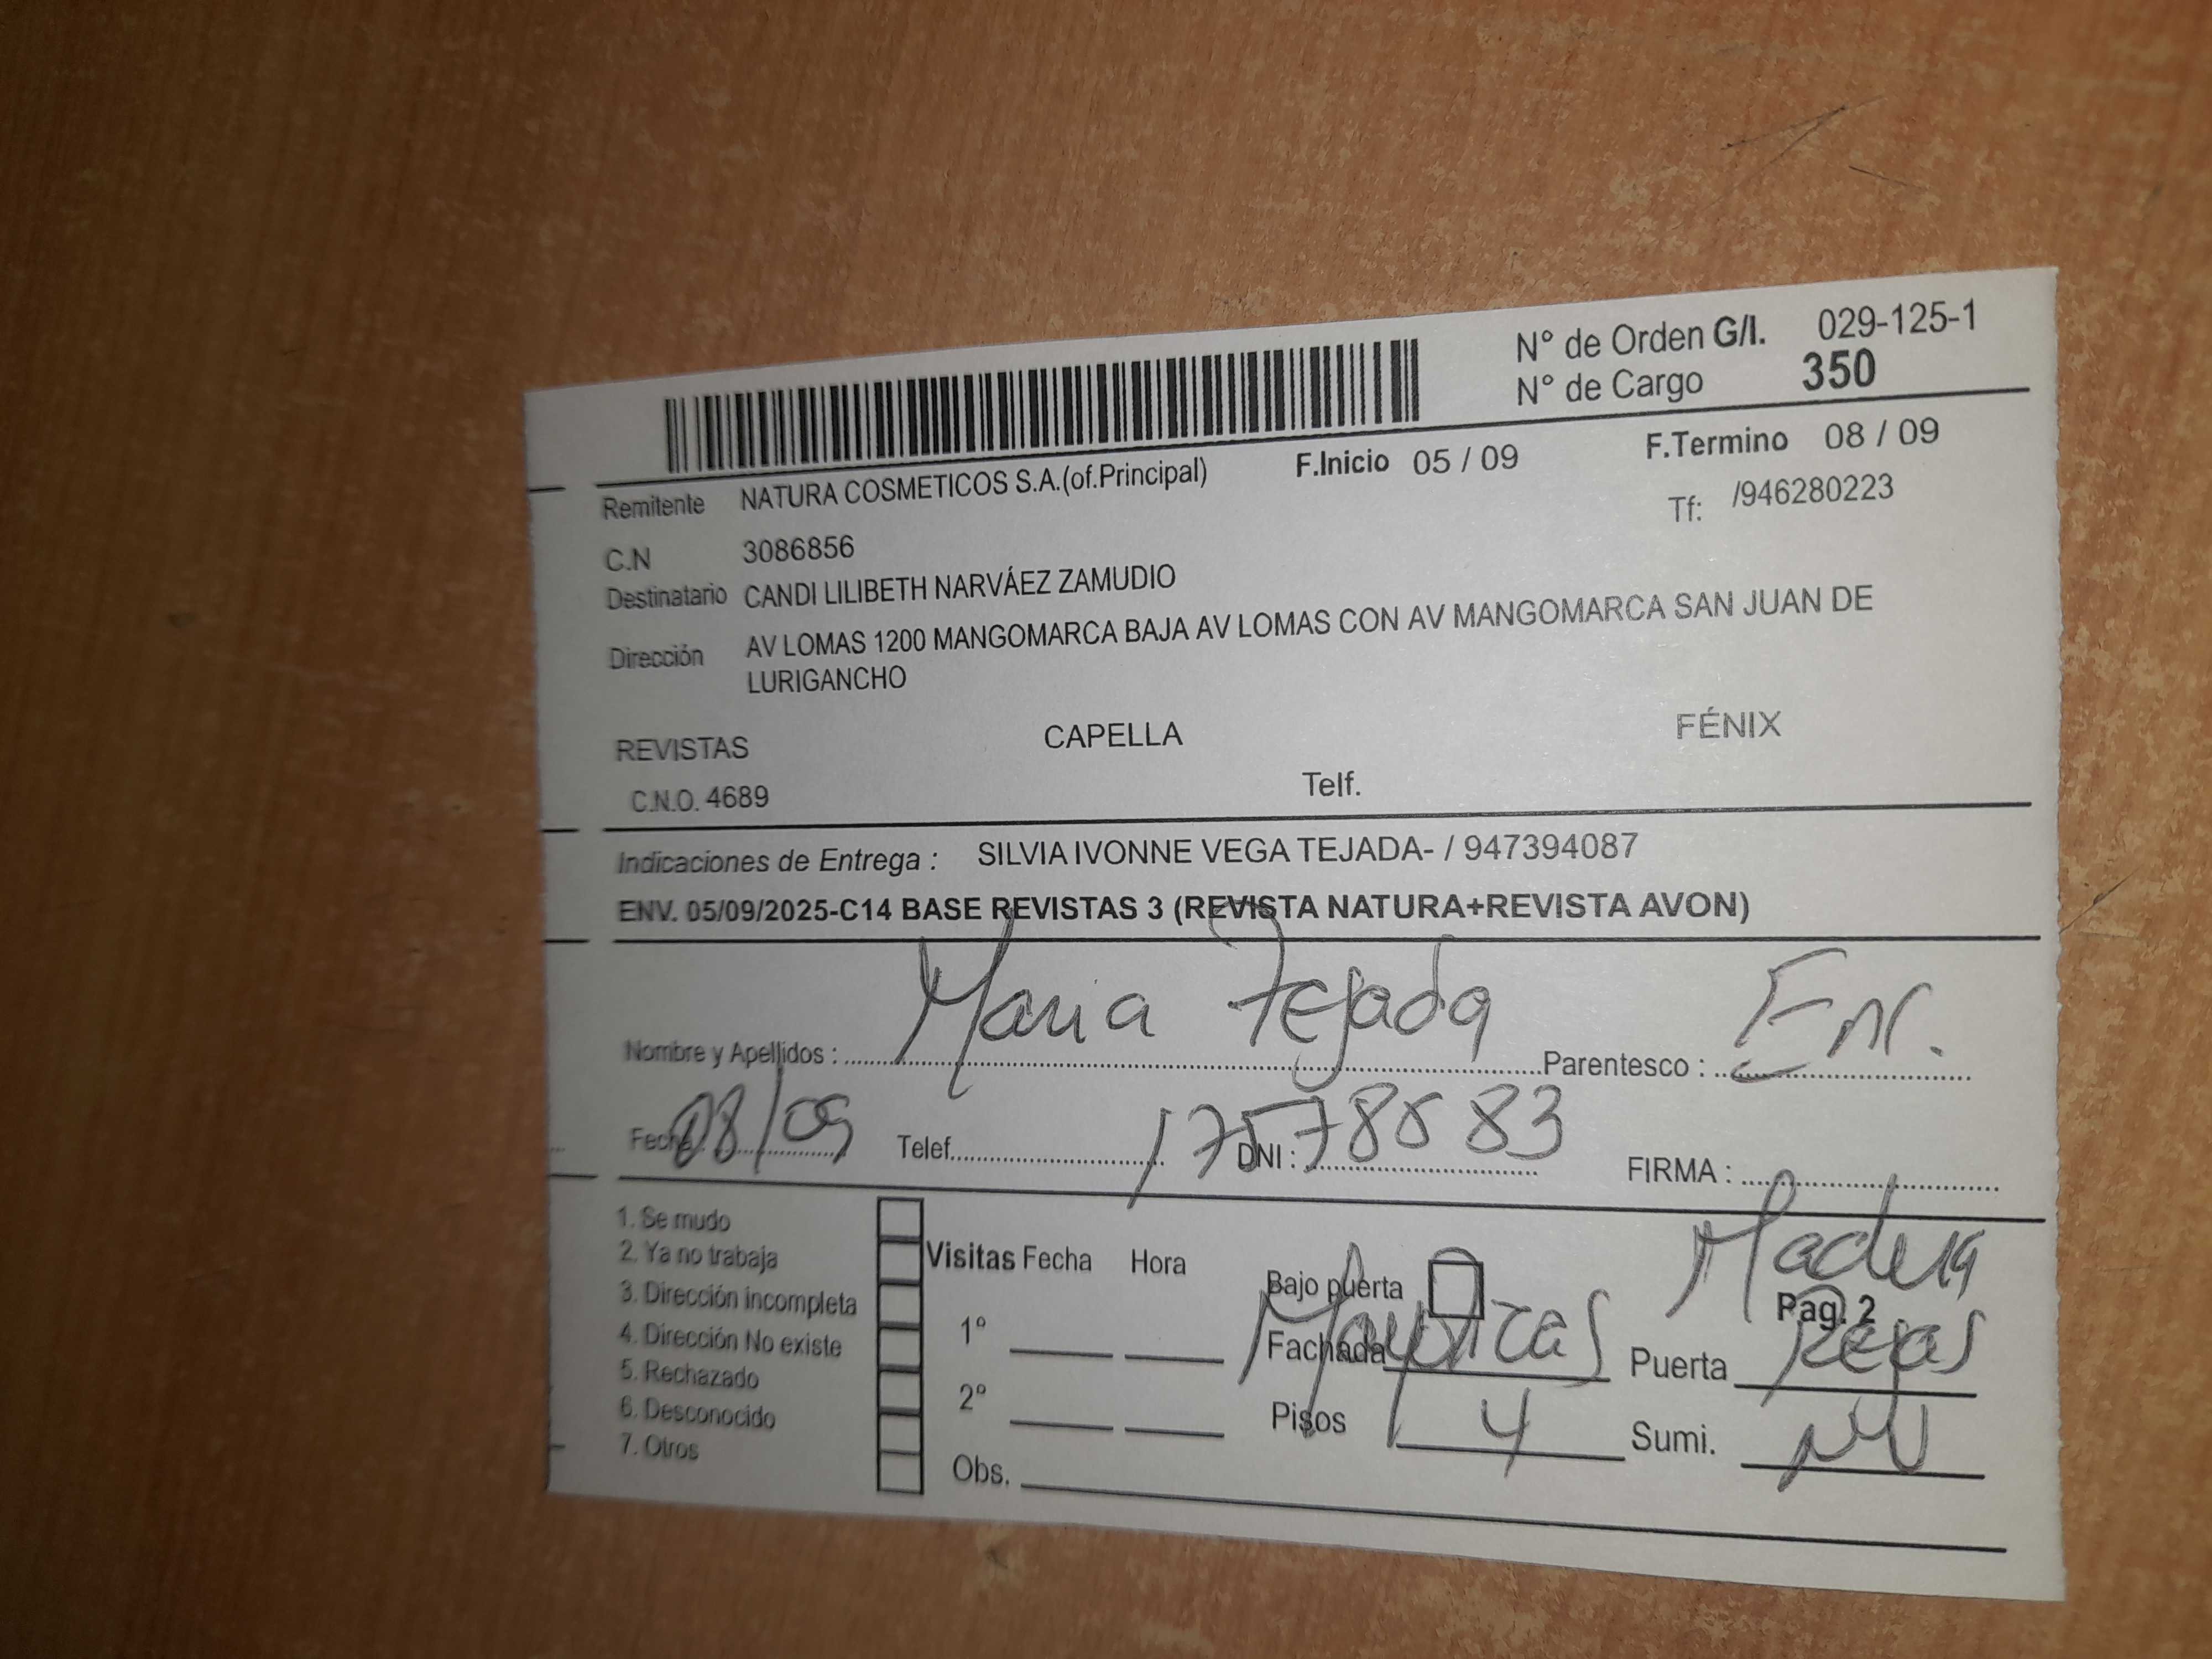 N° de Orden G/I. 029-125-1
N° de Cargo 350
F.Inicio 05 / 09 F.Termino 08 / 09
Remitente NATURA COSMETICOS S.A.(of.Principal) Tf: /946280223
C.N 3086856
Destinatario CANDI LILIBETH NARVÁEZ ZAMUDIO
Dirección AV LOMAS 1200 MANGOMARCA BAJA AV LOMAS CON AV MANGOMARCA SAN JUAN DE
LURIGANCHO
REVISTAS CAPELLA FÉNIX
C.N.O. 4689 Telf.
Indicaciones de Entrega : SILVIA IVONNE VEGA TEJADA- / 947394087
ENV. 05/09/2025-C14 BASE REVISTAS 3 (REVISTA NATURA+REVISTA AVON)
Nombre y Apellidos : Maria Tejada Parentesco :
Fecha 08/09 Telef. DNI : FIRMA :
1. Se mudo
2. Ya no trabaja
3. Dirección incompleta
4. Dirección No existe
5. Rechazado
6. Desconocido
7. Otros
Visitas Fecha Hora
1º
2º
Obs.
Bajo puerta Madera
Pag. 2
Fachada Mayolicas Puerta Rejas
Pisos 4 Sumi.